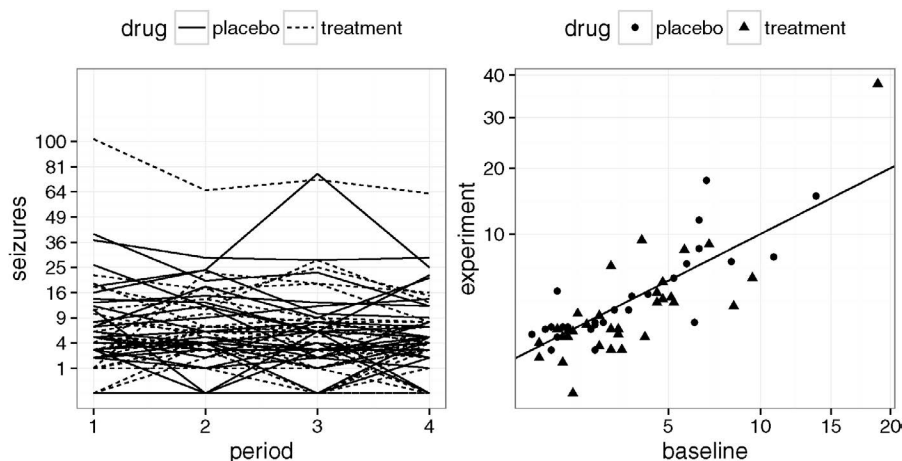 drug placebo treatment
100
81
64
49
36
25
16
9
4
1
seizures
1 2 3 4
period
drug placebo treatment
40
30
20
10
experiment
5 10 15 20
baseline